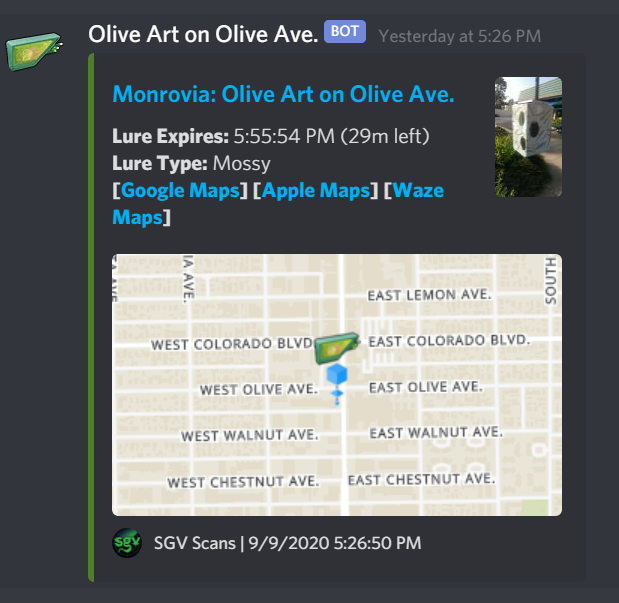 Olive Art on Olive Ave. BOT Yesterday at 5:26 PM
Monrovia: Olive Art on Olive Ave.
Lure Expires: 5:55:54 PM (29m left)
Lure Type: Mossy
[Google Maps] [Apple Maps] [Waze
Maps]
IA AVE.
SOUTH
EAST LEMON AVE.
WEST COLORADO BLVD
EAST COLORADO BLVD.
WEST OLIVE AVE.
EAST OLIVE AVE.
WEST WALNUT AVE.
EAST WALNUT AVE.
WEST CHESTNUT AVE.
EAST CHESTNUT AVE.
sgv
SGV Scans | 9/9/2020 5:26:50 PM